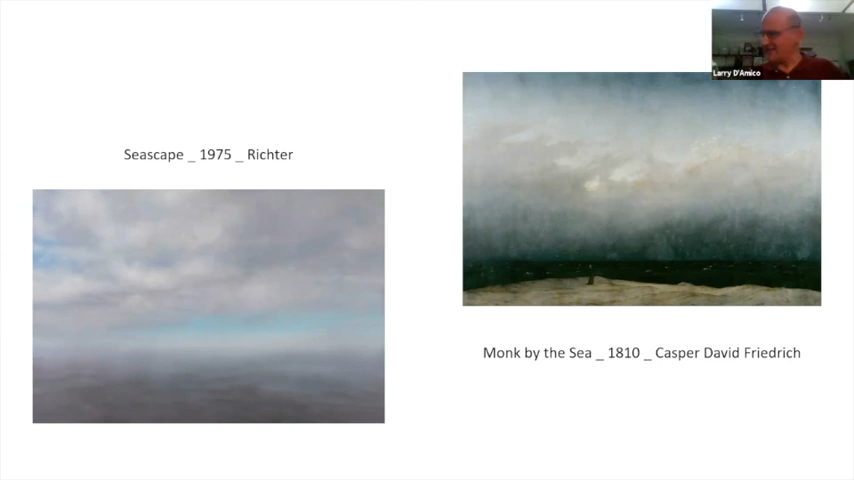 Larry D'Amico
Seascape _ 1975 _ Richter
Monk by the Sea _ 1810 _ Casper David Friedrich